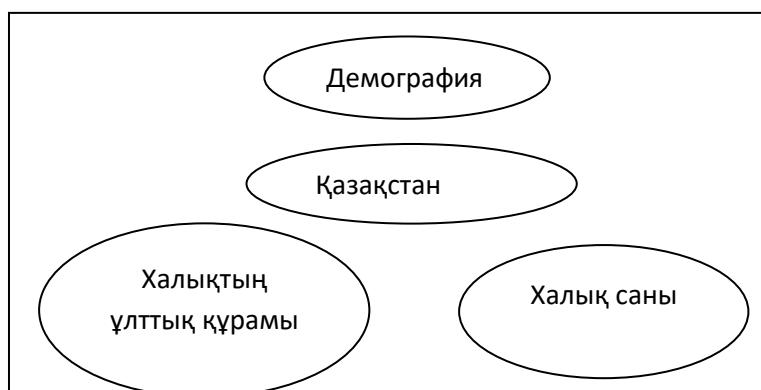 Демография
Қазақстан
Халықтың
ұлттық құрамы
Халық саны